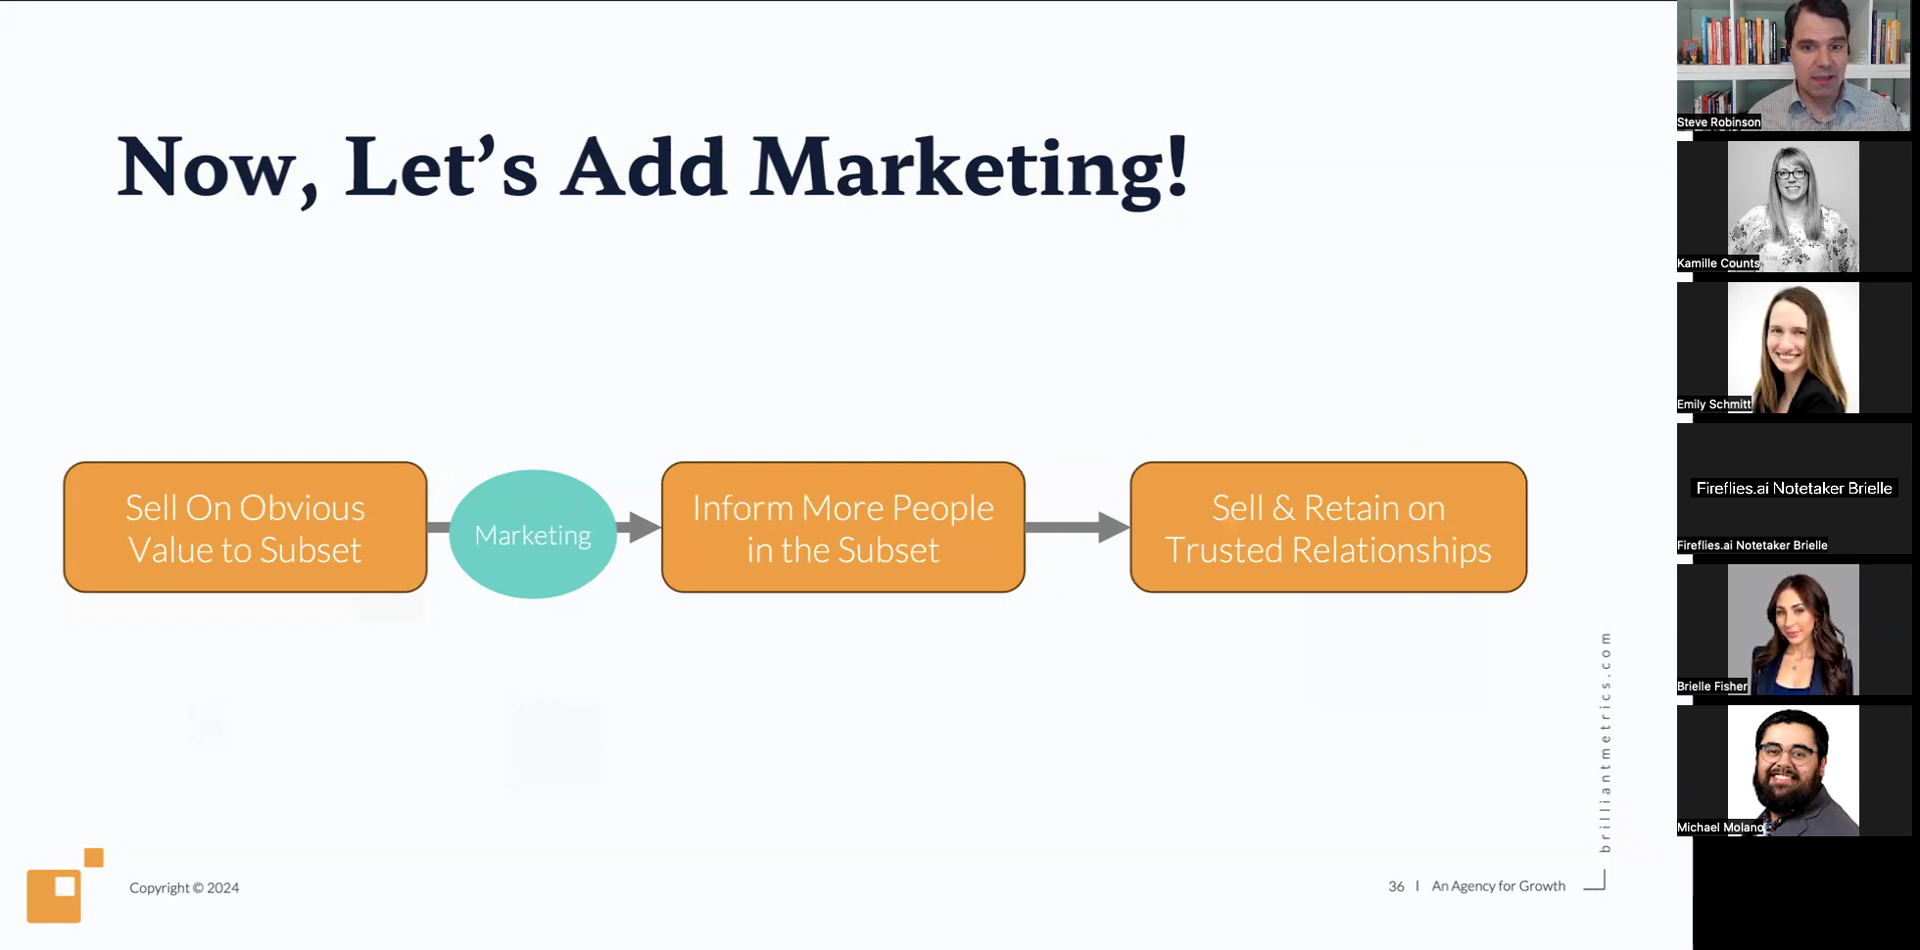 Now, Let’s Add Marketing!
Sell On Obvious
Value to Subset
Marketing
Inform More People
in the Subset
Sell & Retain on
Trusted Relationships
brilliantmetrics.com
Copyright © 2024
36 | An Agency for Growth
Steve Robinson
Kamille Counts
Emily Schmitt
Fireflies.ai Notetaker Brielle
Fireflies.ai Notetaker Brielle
Brielle Fisher
Michael Molano